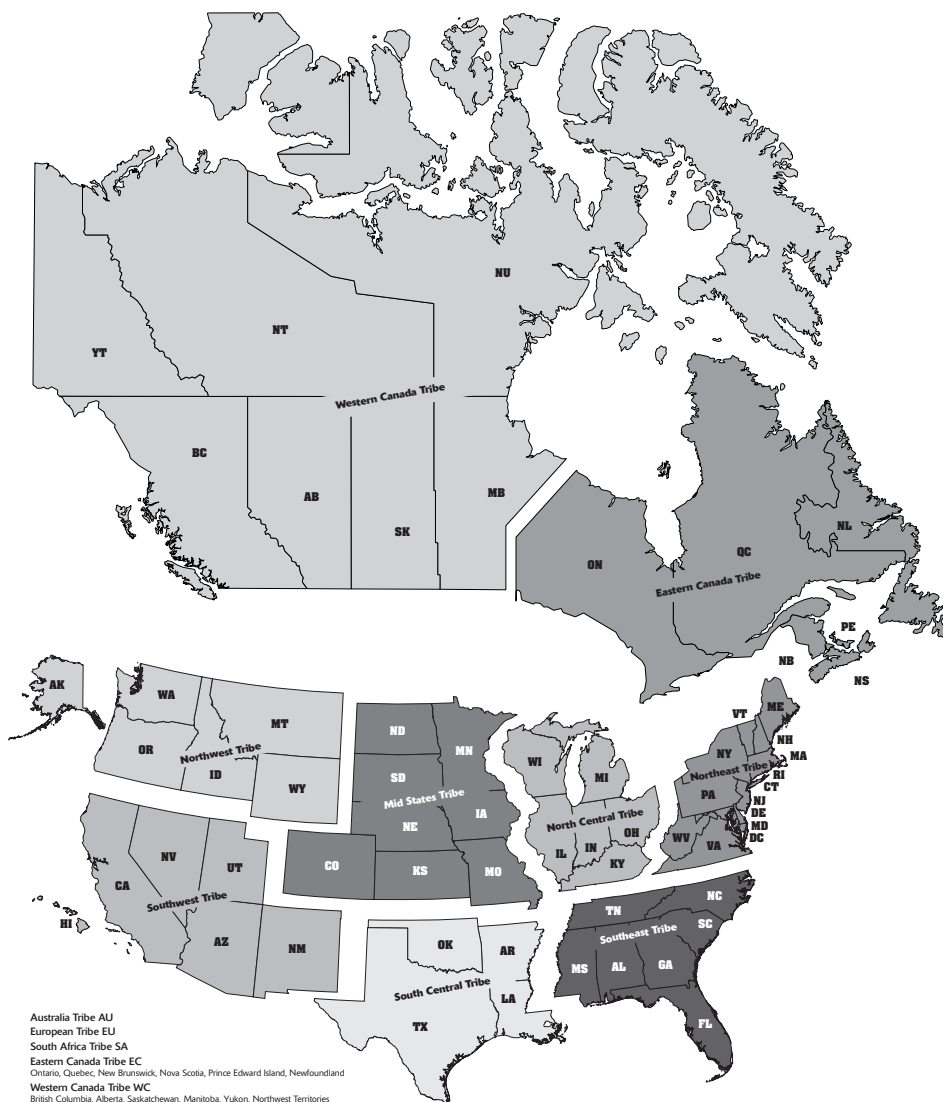 NU
NT
YT
Western Canada Tribe
BC
AB
SK
MB
ON
QC
NL
Eastern Canada Tribe
PE
NB
NS
AK
WA
MT
OR
Northwest Tribe
ID
WY
ND
MN
SD
Mid States Tribe
NE
IA
CO
KS
MO
WI
MI
North Central Tribe
OH
IL
IN
KY
VT
ME
NH
NY
MA
Northeast Tribe
RI
CT
PA
NJ
DE
MD
DC
WV
VA
NV
UT
CA
Southwest Tribe
HI
AZ
NM
OK
AR
South Central Tribe
LA
TX
TN
NC
SC
Southeast Tribe
MS
AL
GA
FL
Australia Tribe AU
European Tribe EU
South Africa Tribe SA
Eastern Canada Tribe EC
Ontario, Quebec, New Brunswick, Nova Scotia, Prince Edward Island, Newfoundland
Western Canada Tribe WC
British Columbia, Alberta, Saskatchewan, Manitoba, Yukon, Northwest Territories